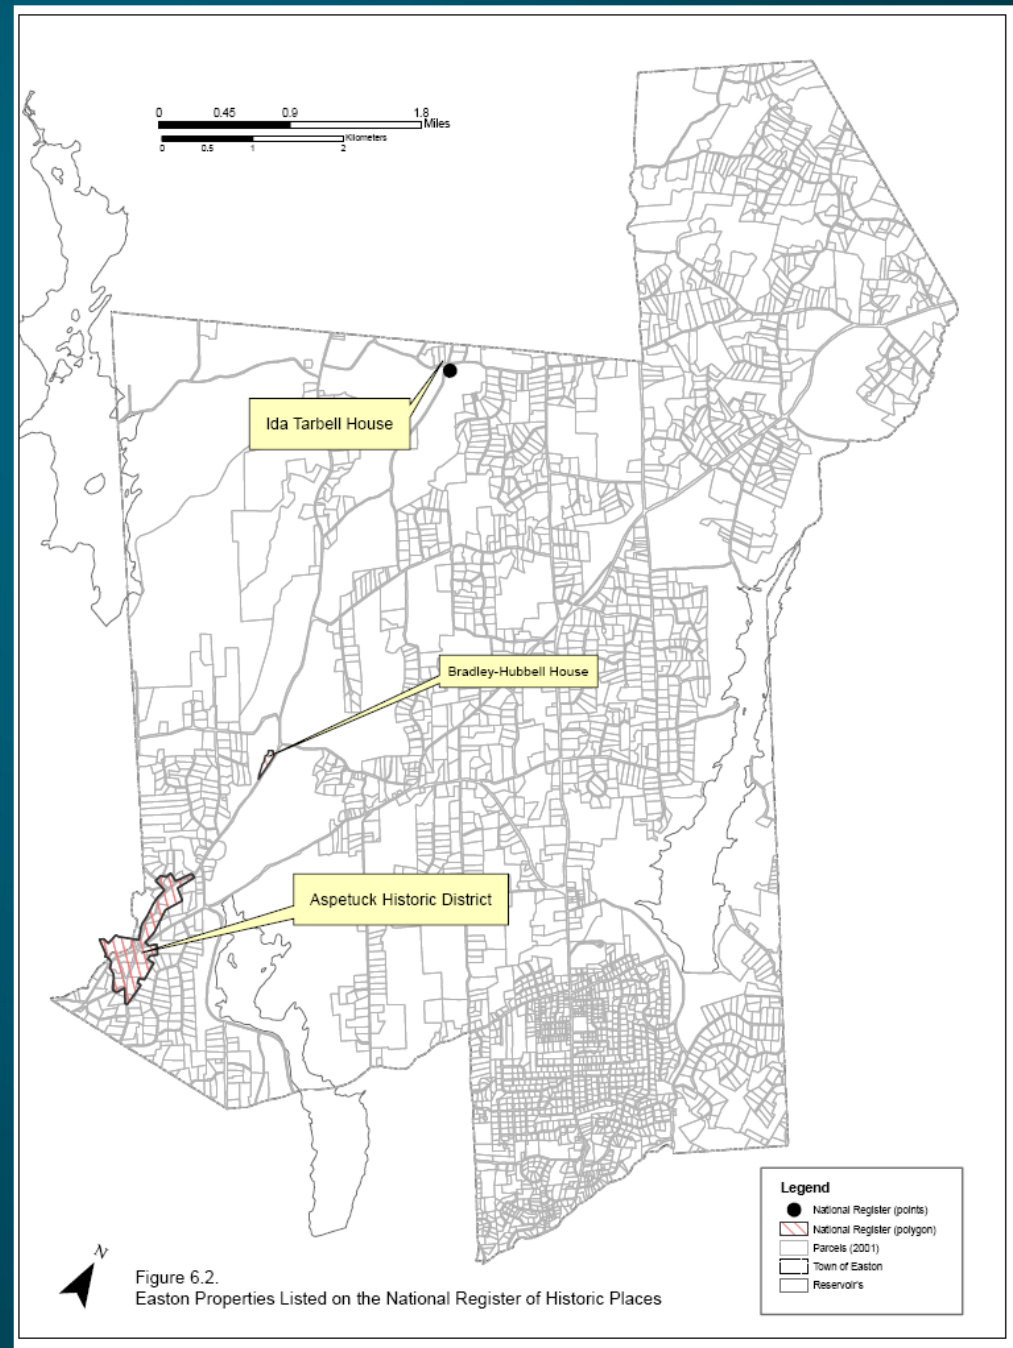 0 0.45 0.9 1.8
Miles
Kilometers
0 0.5 1 2
Ida Tarbell House
Bradley-Hubbell House
Aspetuck Historic District
N
Figure 6.2.
Easton Properties Listed on the National Register of Historic Places
Legend
National Register (points)
National Register (polygon)
Parcels (2001)
Town of Easton
Reservoir's